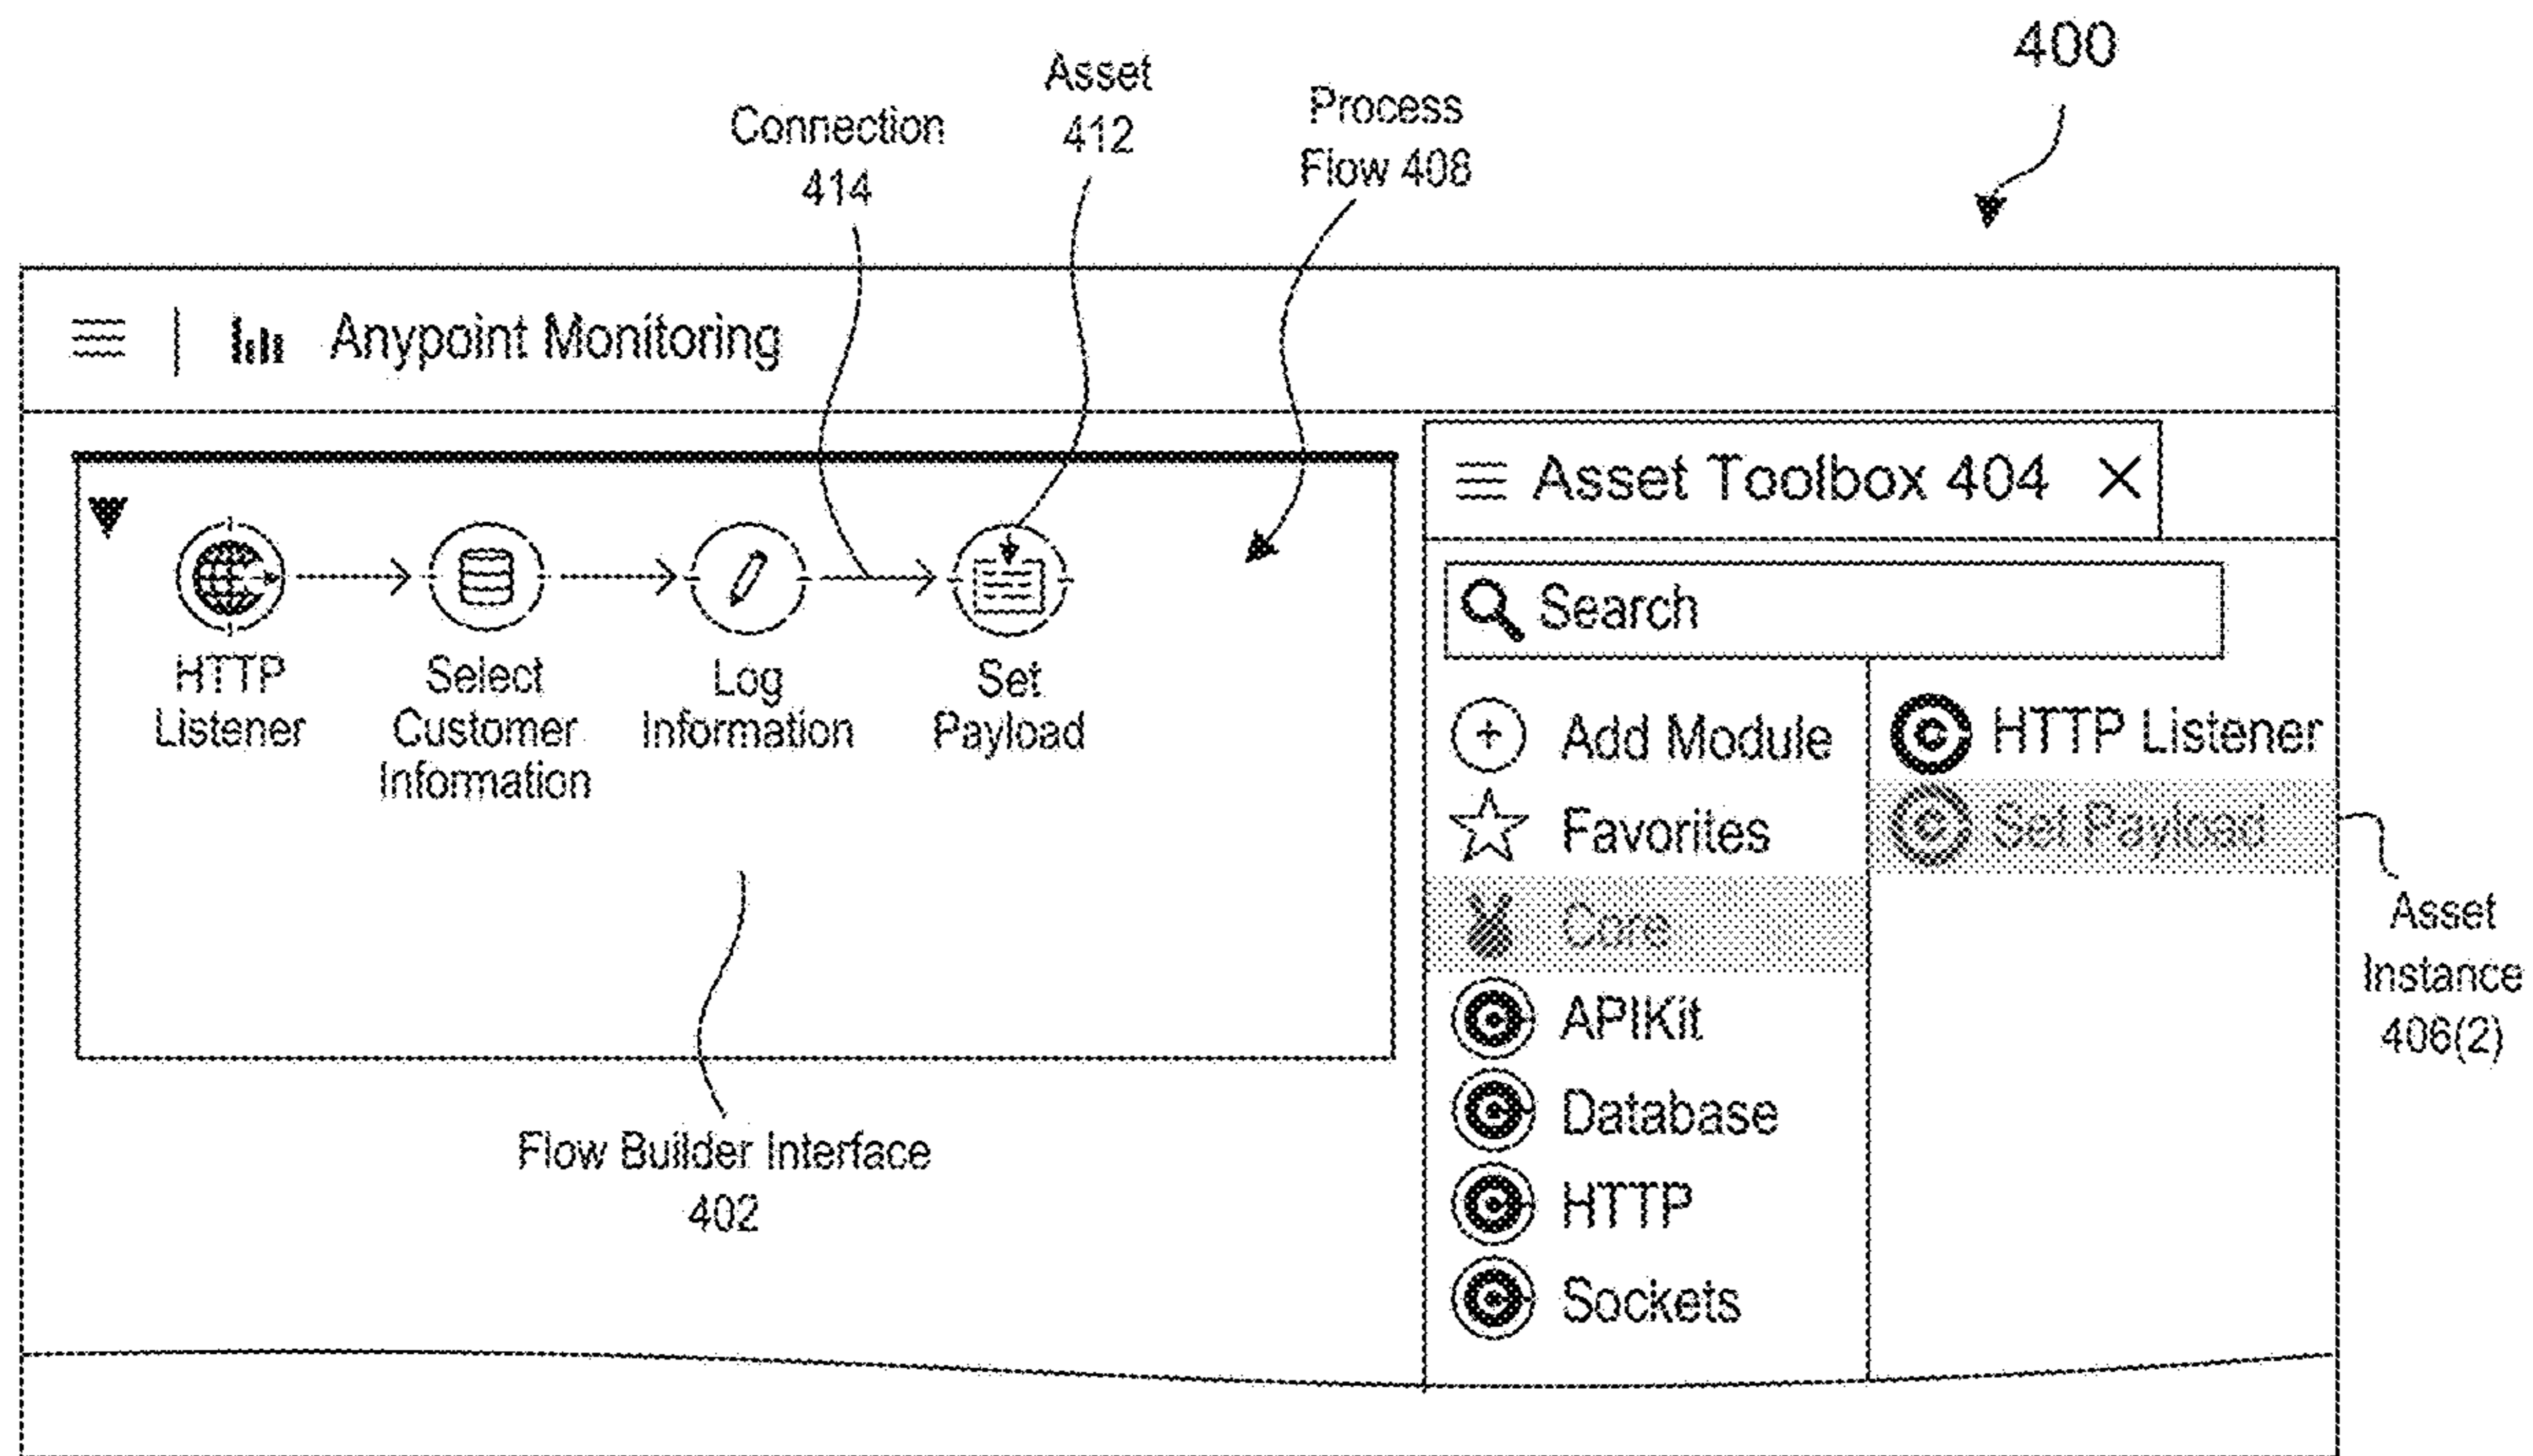 400
Connection
414
Asset
412
Process
Flow 408
Anypoint Monitoring
HTTP
Listener
Select
Customer
Information
Log
Information
Set
Payload
Flow Builder Interface
402
Asset Toolbox 404
Search
Add Module
Favorites
Core
APIKit
Database
HTTP
Sockets
HTTP Listener
Set Payload
Asset
Instance
406(2)